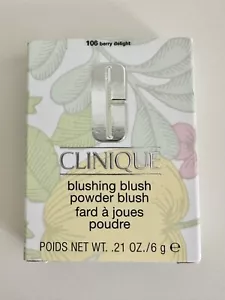 106 berry delight
CLINIQUE
blushing blush
powder blush
fard à joues
poudre
POIDS NET WT. .21 OZ/6 g ℮